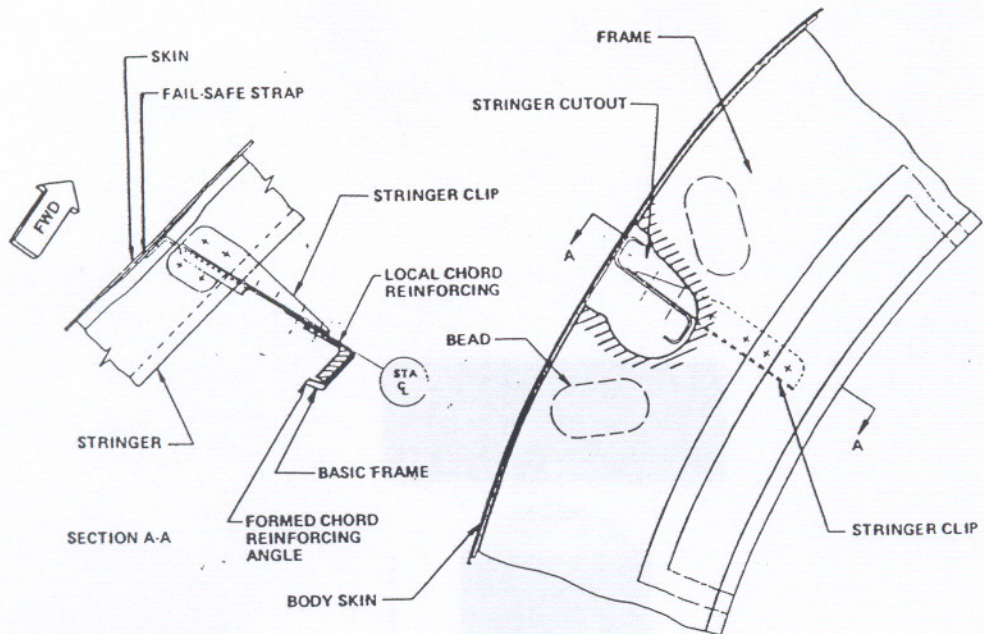 SKIN
FAIL-SAFE STRAP
FWD
STRINGER CLIP
LOCAL CHORD
REINFORCING
STA
℄
STRINGER
BASIC FRAME
FORMED CHORD
REINFORCING
ANGLE
SECTION A-A
FRAME
STRINGER CUTOUT
A
BEAD
A
STRINGER CLIP
BODY SKIN